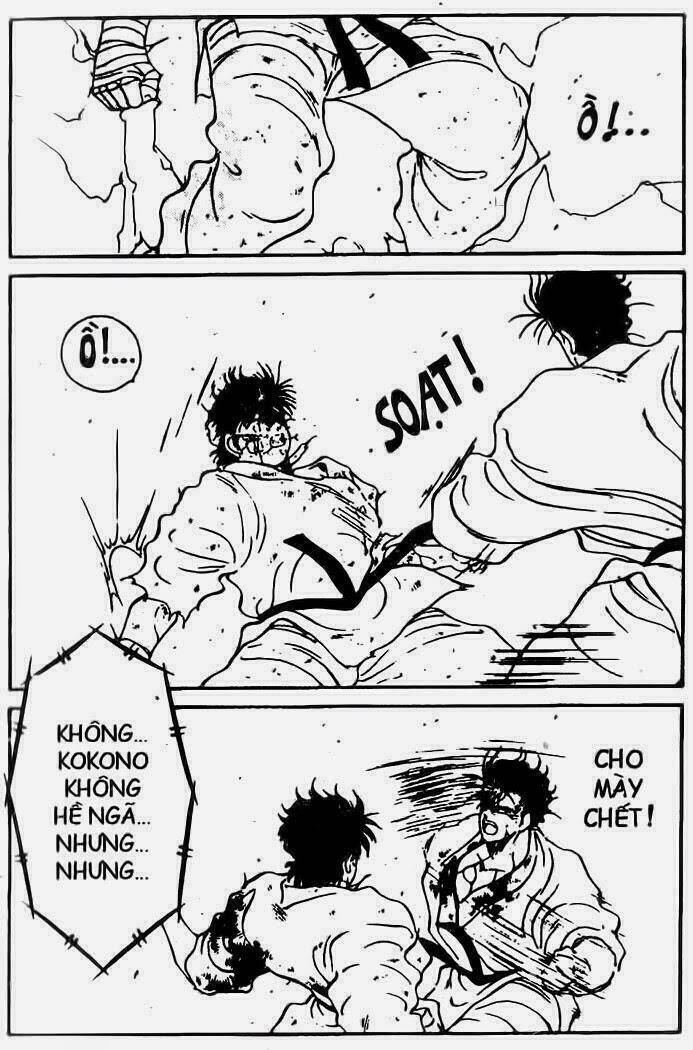 Ồ!...
Ồ!....
SOẠT!
KHÔNG...
KOKONO
KHÔNG
HỀ NGÃ...
NHƯNG...
NHƯNG...
CHO
MÀY
CHẾT!